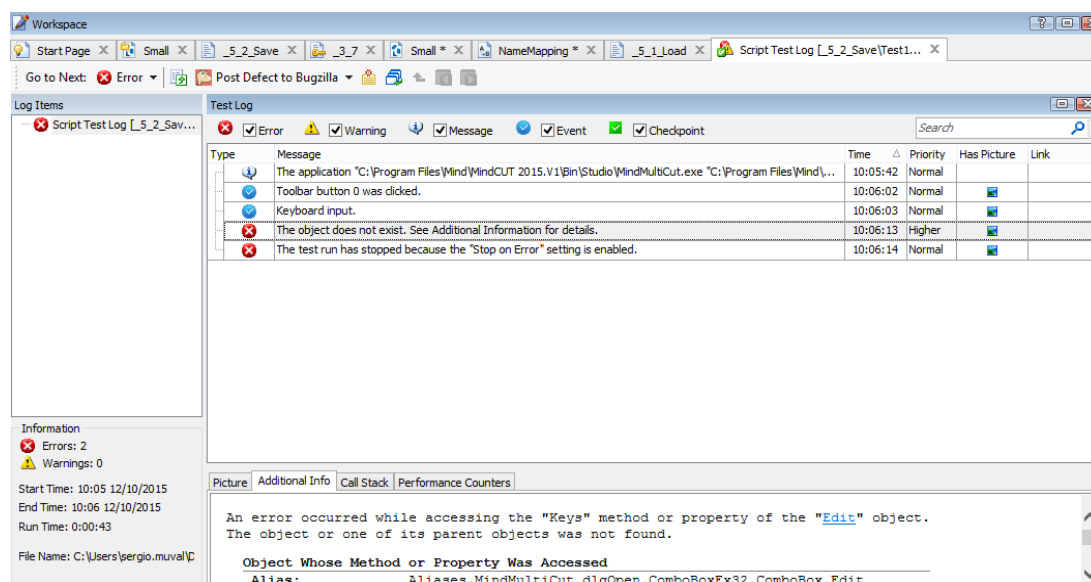 Workspace
Start Page X Small X _5_2_Save X _3_7 X Small * X NameMapping * X _5_1_Load X Script Test Log [_5_2_Save\Test1... X
Go to Next: Error Post Defect to Bugzilla
Log Items
Script Test Log [_5_2_Sav...
Test Log
Error Warning Message Event Checkpoint Search
Type Message Time Priority Has Picture Link
The application "C:\Program Files\Mind\MindCUT 2015.V1\Bin\Studio\MindMultiCut.exe "C:\Program Files\Mind\... 10:05:42 Normal
Toolbar button 0 was clicked. 10:06:02 Normal
Keyboard input. 10:06:03 Normal
The object does not exist. See Additional Information for details. 10:06:13 Higher
The test run has stopped because the "Stop on Error" setting is enabled. 10:06:14 Normal
Information
Errors: 2
Warnings: 0
Start Time: 10:05 12/10/2015
End Time: 10:06 12/10/2015
Run Time: 0:00:43
File Name: C:\Users\sergio.muval\D
Picture Additional Info Call Stack Performance Counters
An error occurred while accessing the "Keys" method or property of the "Edit" object.
The object or one of its parent objects was not found.
Object Whose Method or Property Was Accessed
Alias: Aliases.MindMultiCut.dlgOpen.ComboBoxEx32.ComboBox.Edit